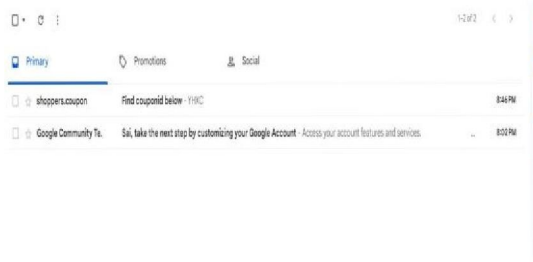 1-2 of 2
Primary Promotions Social
shoppers.coupon Find couponid below - YHKC 8:46 PM
Google Community Te. Sai, take the next step by customizing your Google Account - Access your account features and services. .. 8:02 PM